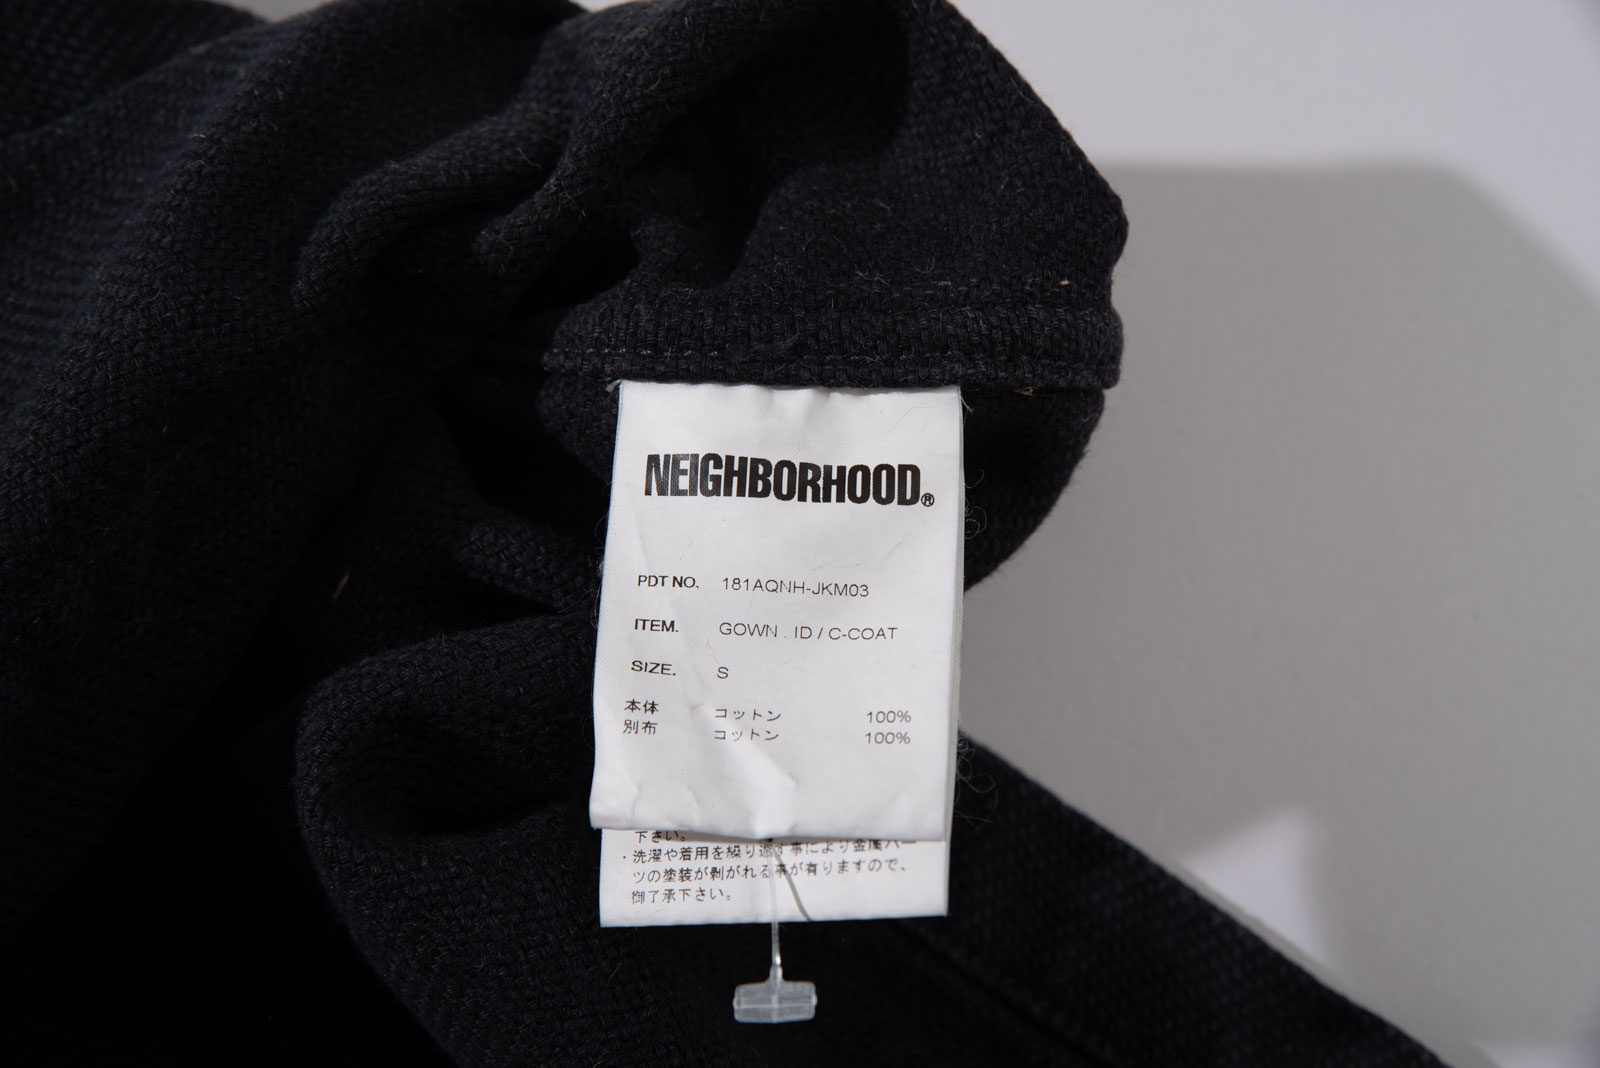 NEIGHBORHOOD®
PDT NO. 181AQNH-JKM03
ITEM. GOWN . ID / C-COAT
SIZE. S
本体 コットン 100%
別布 コットン 100%
下さい。
・洗濯や着用を繰り返す事により金属パー
ツの塗装が剥がれる事が有りますので、
御了承下さい。